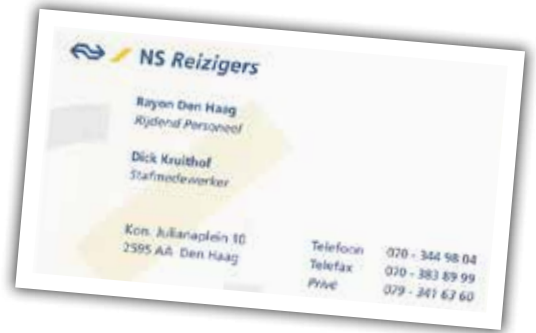 NS Reizigers
Rayon Den Haag
Rijdend Personeel
Dick Kruithof
Stafmedewerker
Kon. Julianaplein 10
2595 AA Den Haag
Telefoon 070 - 344 98 04
Telefax 070 - 383 89 99
Privé 079 - 341 63 60